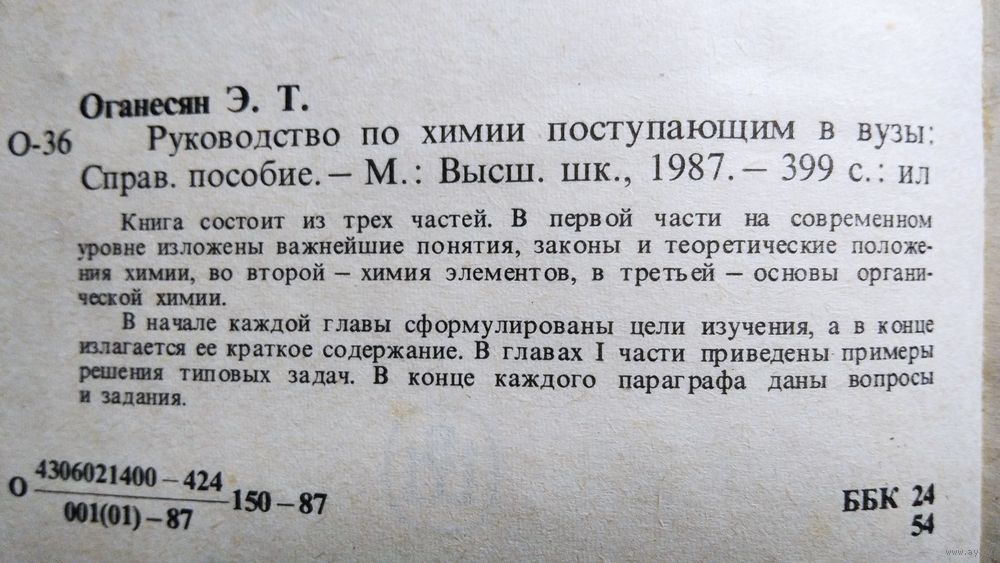 Оганесян Э. Т.
О-36 Руководство по химии поступающим в вузы:
Справ. пособие. — М.: Высш. шк., 1987. — 399 с.: ил
Книга состоит из трех частей. В первой части на современном
уровне изложены важнейшие понятия, законы и теоретические положе-
ния химии, во второй — химия элементов, в третьей — основы органи-
ческой химии.
В начале каждой главы сформулированы цели изучения, а в конце
излагается ее краткое содержание. В главах I части приведены примеры
решения типовых задач. В конце каждого параграфа даны вопросы
и задания.
4306021400 — 424
О 150 — 87
001(01) — 87
ББК 24
54